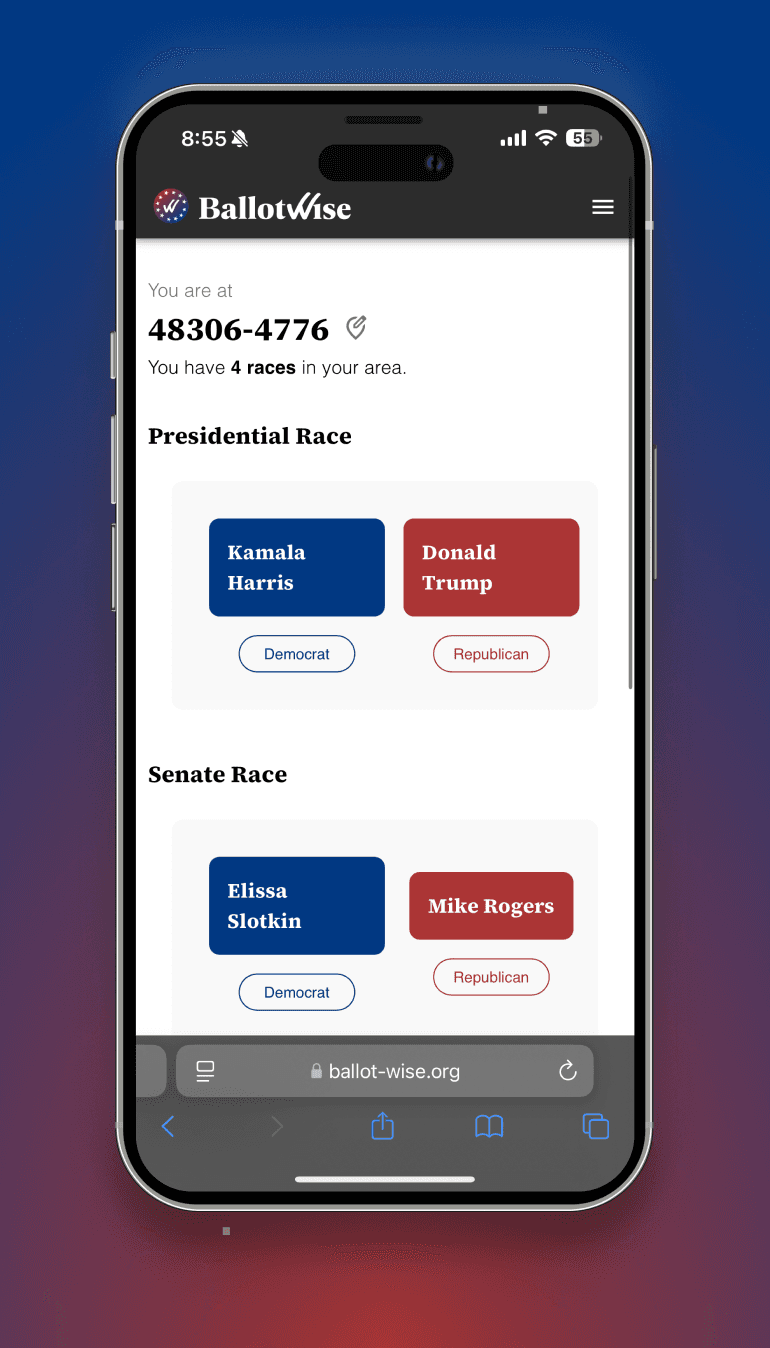 8:55
55
BallotWise
You are at
48306-4776
You have 4 races in your area.
Presidential Race
Kamala
Harris
Donald
Trump
Democrat
Republican
Senate Race
Elissa
Slotkin
Mike Rogers
Democrat
Republican
ballot-wise.org